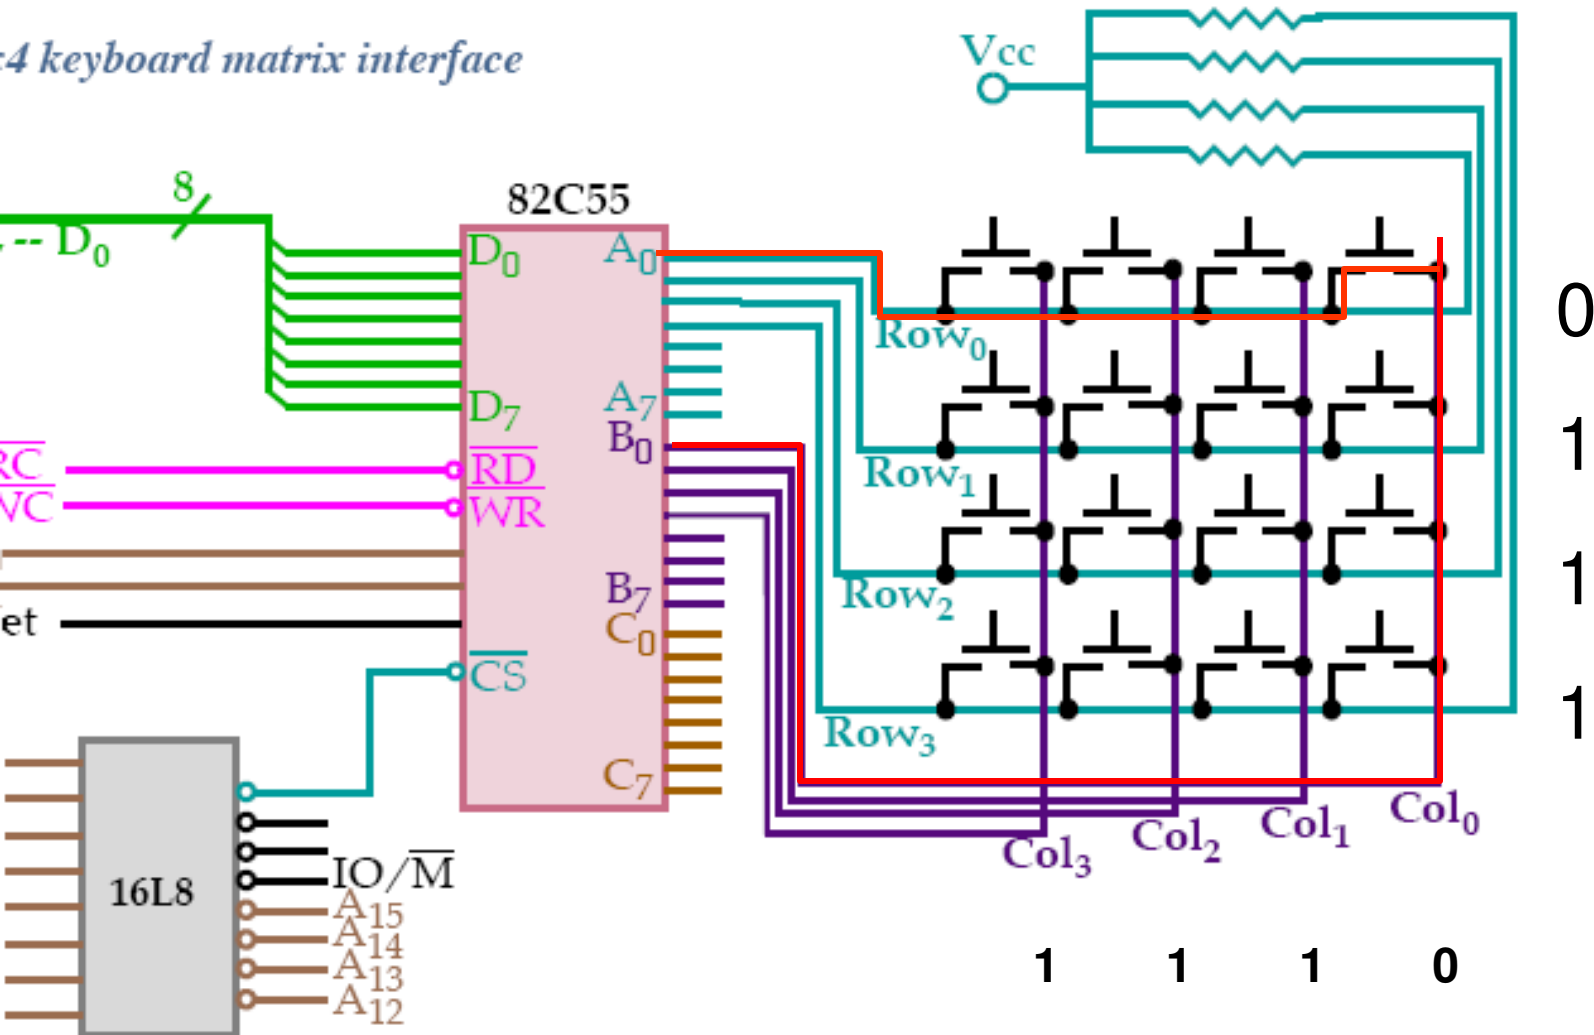 :4 keyboard matrix interface
Vcc
8
-- D0
82C55
D0
A0
0
Row0
D7
A7
B0
1
RC
RD
Row1
WC
WR
1
B7
Row2
et
C0
CS
1
Row3
C7
Col0
Col1
Col2
Col3
IO/M
16L8
A15
A14
A13
A12
1 1 1 0